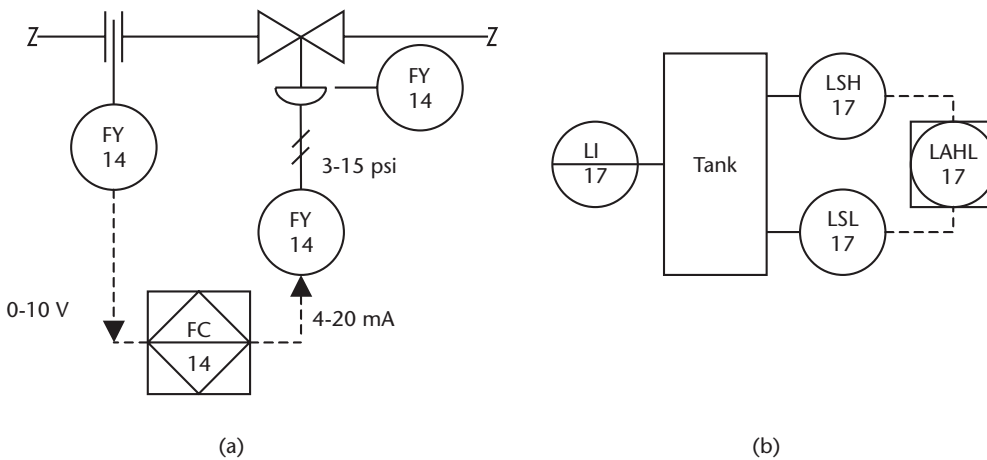 Z
Z
FY
14
FY
14
3-15 psi
FY
14
0-10 V
FC
14
4-20 mA
(a)
LI
17
Tank
LSH
17
LSL
17
LAHL
17
(b)